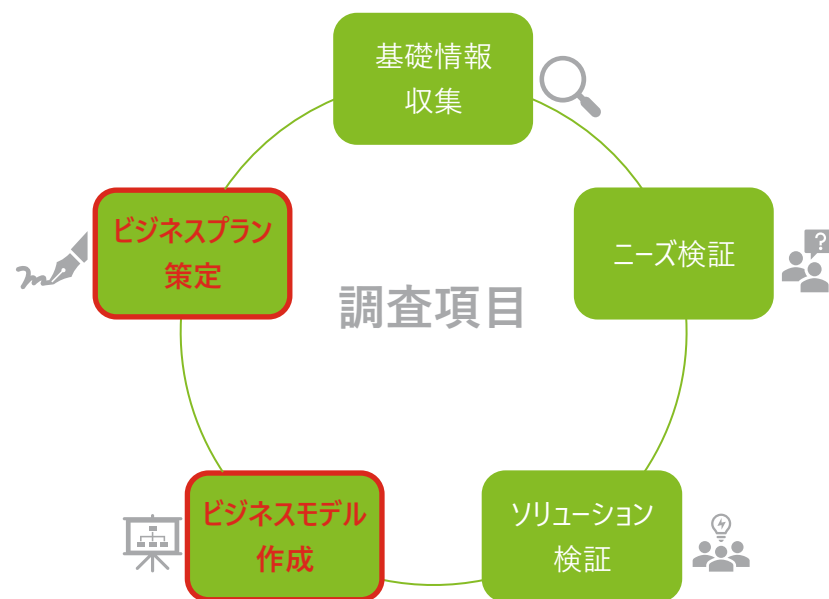 基礎情報
収集
ニーズ検証
?
ビジネスプラン
策定
調査項目
ソリューション
検証
ビジネスモデル
作成